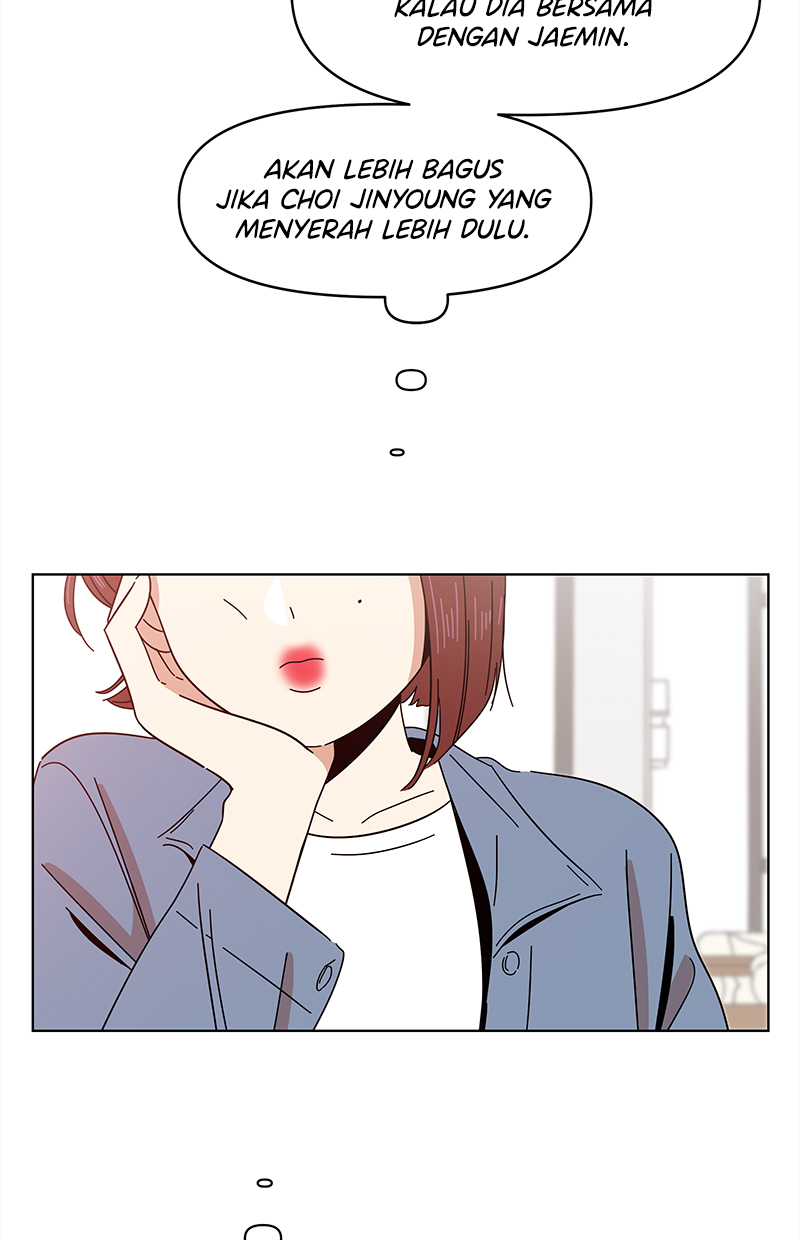 KALAU DIA BERSAMA
DENGAN JAEMIN.
AKAN LEBIH BAGUS
JIKA CHOI JINYOUNG YANG
MENYERAH LEBIH DULU.